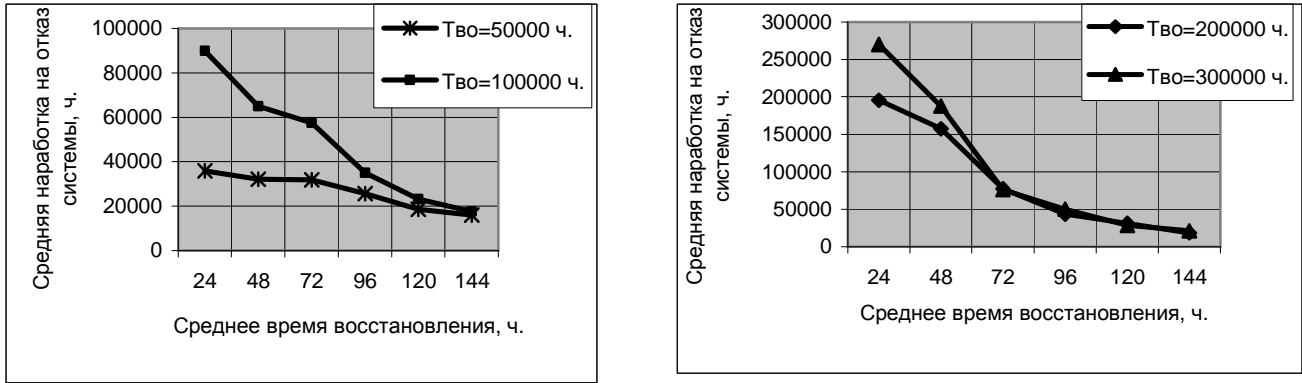 Средняя наработка на отказ
системы, ч.
100000
80000
60000
40000
20000
0
24 48 72 96 120 144
Среднее время восстановления, ч.
Тво=50000 ч.
Тво=100000 ч.
Средняя наработка на отказ
системы, ч.
300000
250000
200000
150000
100000
50000
0
24 48 72 96 120 144
Среднее время восстановления, ч.
Тво=200000 ч.
Тво=300000 ч.